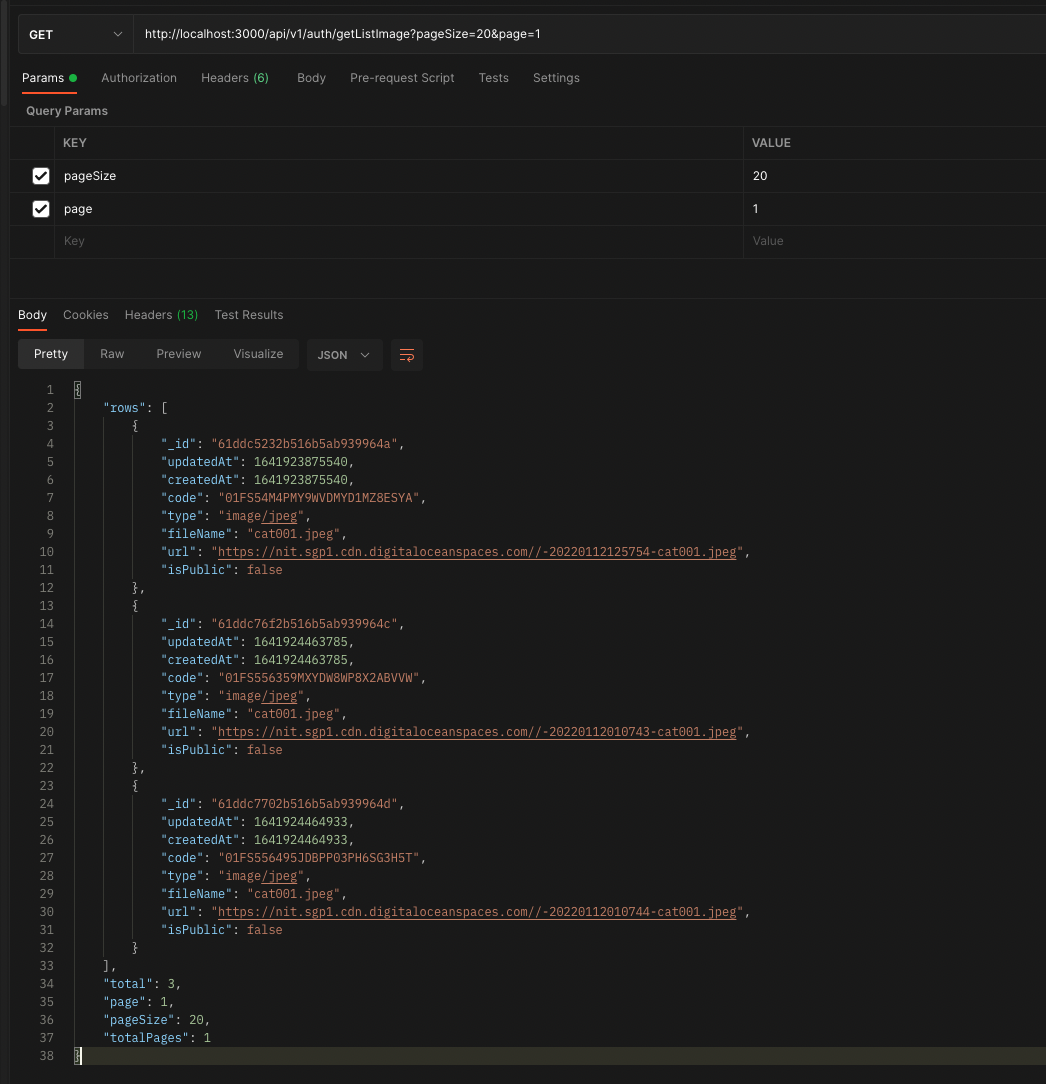 GET http://localhost:3000/api/v1/auth/getListImage?pageSize=20&page=1
Params Authorization Headers (6) Body Pre-request Script Tests Settings
Query Params
KEY VALUE
pageSize 20
page 1
Key Value
Body Cookies Headers (13) Test Results
Pretty Raw Preview Visualize JSON
1 {
2 "rows": [
3 {
4 "_id": "61ddc5232b516b5ab939964a",
5 "updatedAt": 1641923875540,
6 "createdAt": 1641923875540,
7 "code": "01FS54M4PMY9WVDMYD1MZ8ESYA",
8 "type": "image/jpeg",
9 "fileName": "cat001.jpeg",
10 "url": "https://nit.sgp1.cdn.digitaloceanspaces.com//-20220112125754-cat001.jpeg",
11 "isPublic": false
12 },
13 {
14 "_id": "61ddc76f2b516b5ab939964c",
15 "updatedAt": 1641924463785,
16 "createdAt": 1641924463785,
17 "code": "01FS556359MXYDW8WP8X2ABVVW",
18 "type": "image/jpeg",
19 "fileName": "cat001.jpeg",
20 "url": "https://nit.sgp1.cdn.digitaloceanspaces.com//-20220112010743-cat001.jpeg",
21 "isPublic": false
22 },
23 {
24 "_id": "61ddc7702b516b5ab939964d",
25 "updatedAt": 1641924464933,
26 "createdAt": 1641924464933,
27 "code": "01FS556495JDBPP03PH6SG3H5T",
28 "type": "image/jpeg",
29 "fileName": "cat001.jpeg",
30 "url": "https://nit.sgp1.cdn.digitaloceanspaces.com//-20220112010744-cat001.jpeg",
31 "isPublic": false
32 }
33 ],
34 "total": 3,
35 "page": 1,
36 "pageSize": 20,
37 "totalPages": 1
38 }